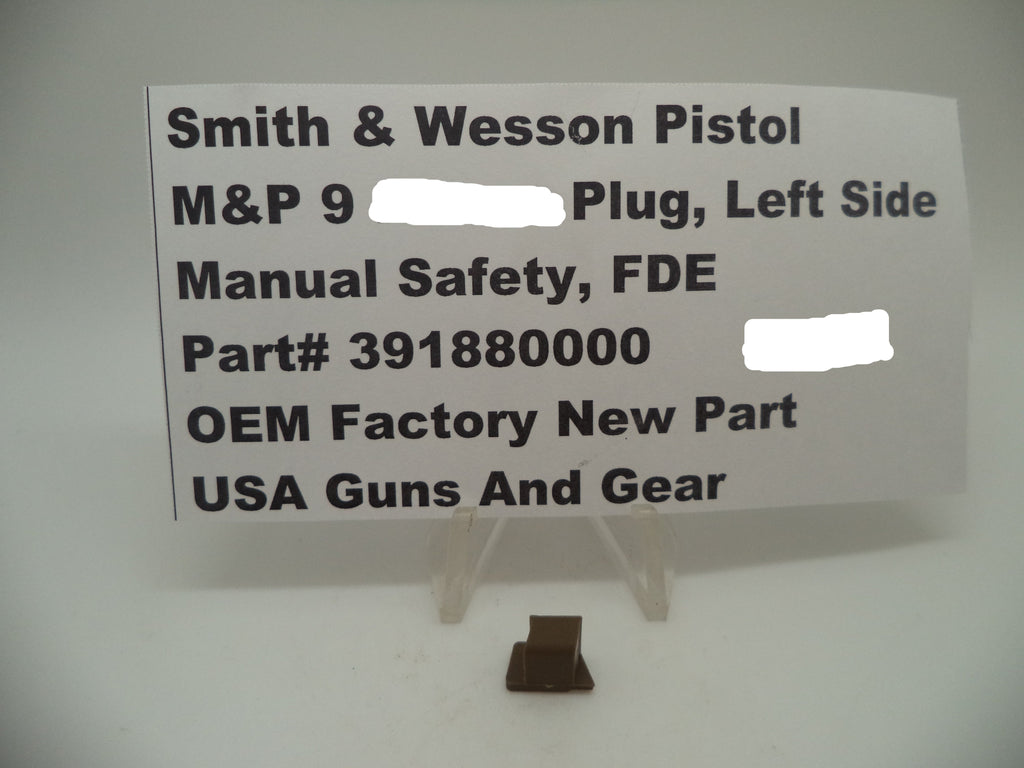 Smith & Wesson Pistol
M&P 9 Plug, Left Side
Manual Safety, FDE
Part# 391880000
OEM Factory New Part
USA Guns And Gear